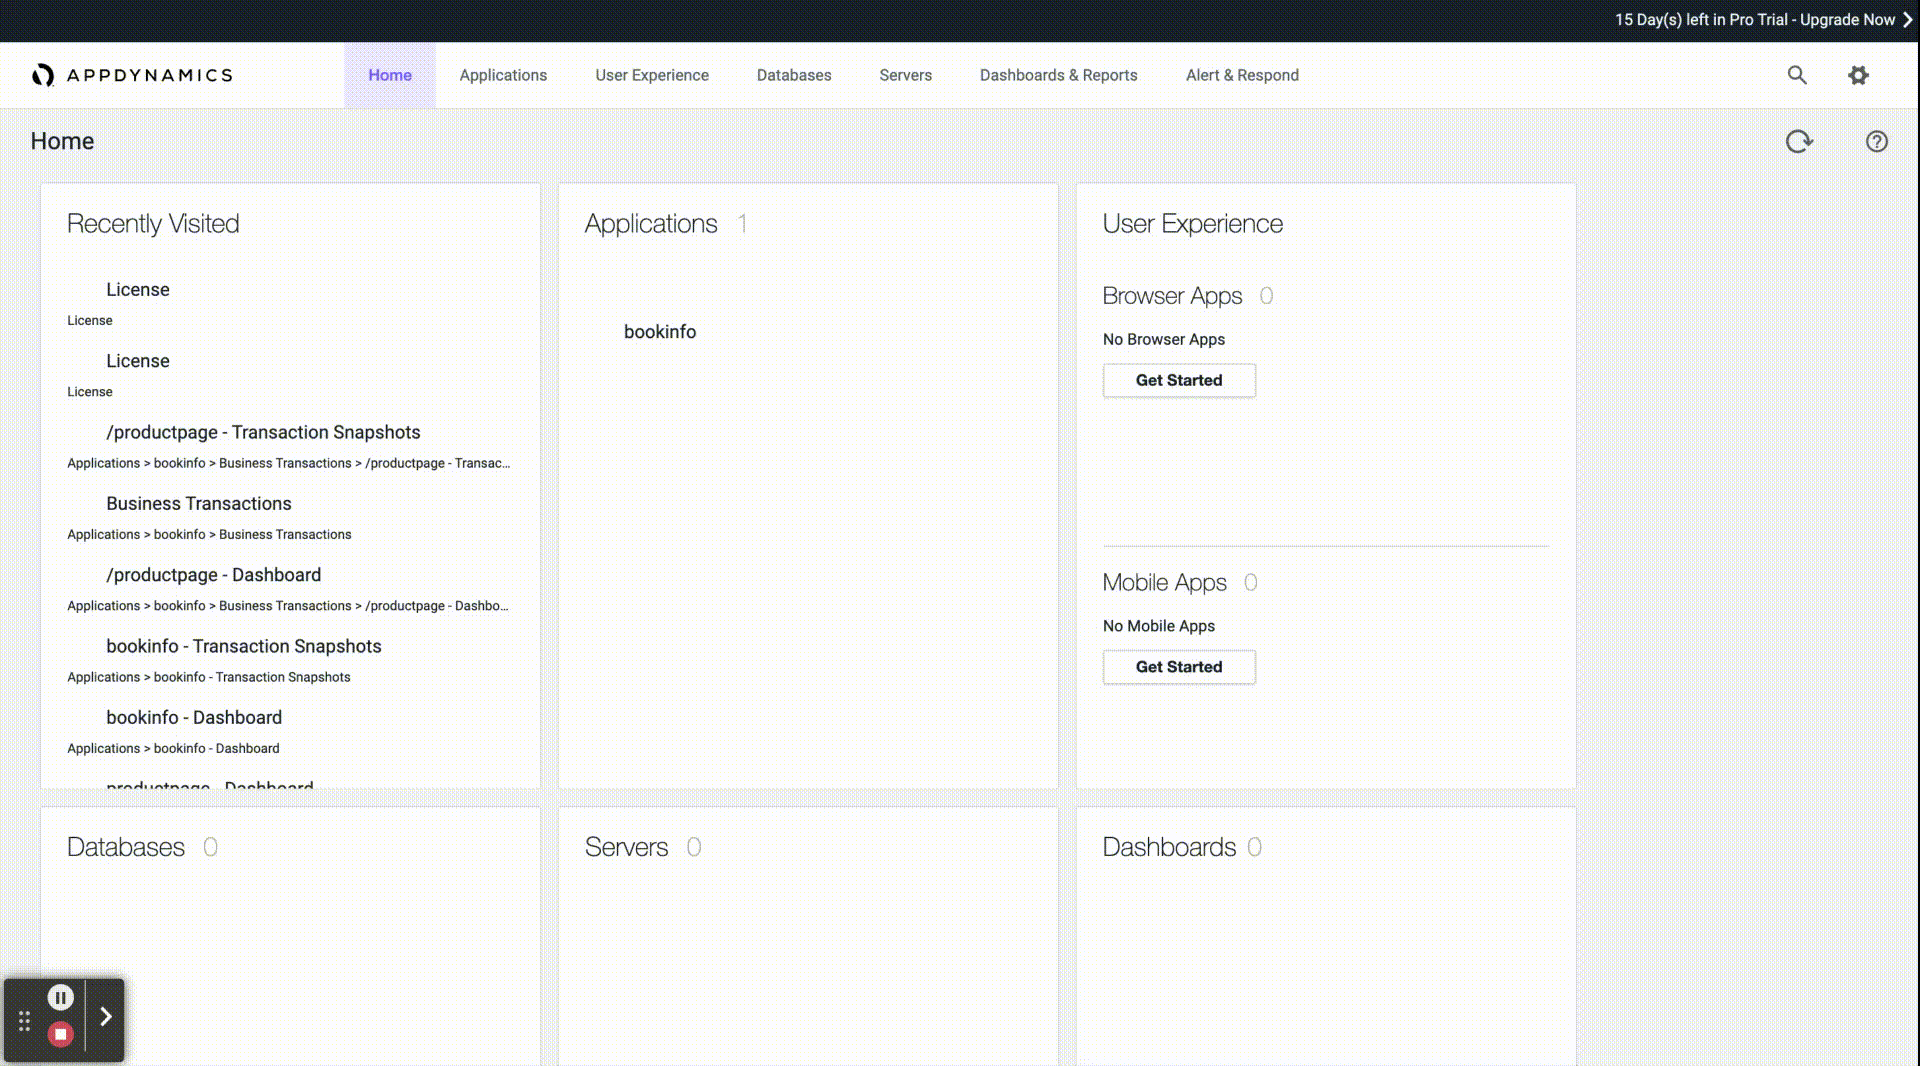 15 Day(s) left in Pro Trial - Upgrade Now
APPDYNAMICS
Home Applications User Experience Databases Servers Dashboards & Reports Alert & Respond
Home
Recently Visited
License
License
License
License
/productpage - Transaction Snapshots
Applications > bookinfo > Business Transactions > /productpage - Transac...
Business Transactions
Applications > bookinfo > Business Transactions
/productpage - Dashboard
Applications > bookinfo > Business Transactions > /productpage - Dashbo...
bookinfo - Transaction Snapshots
Applications > bookinfo - Transaction Snapshots
bookinfo - Dashboard
Applications > bookinfo - Dashboard
productpage - Dashboard
Applications 1
bookinfo
User Experience
Browser Apps 0
No Browser Apps
Get Started
Mobile Apps 0
No Mobile Apps
Get Started
Databases 0
Servers 0
Dashboards 0